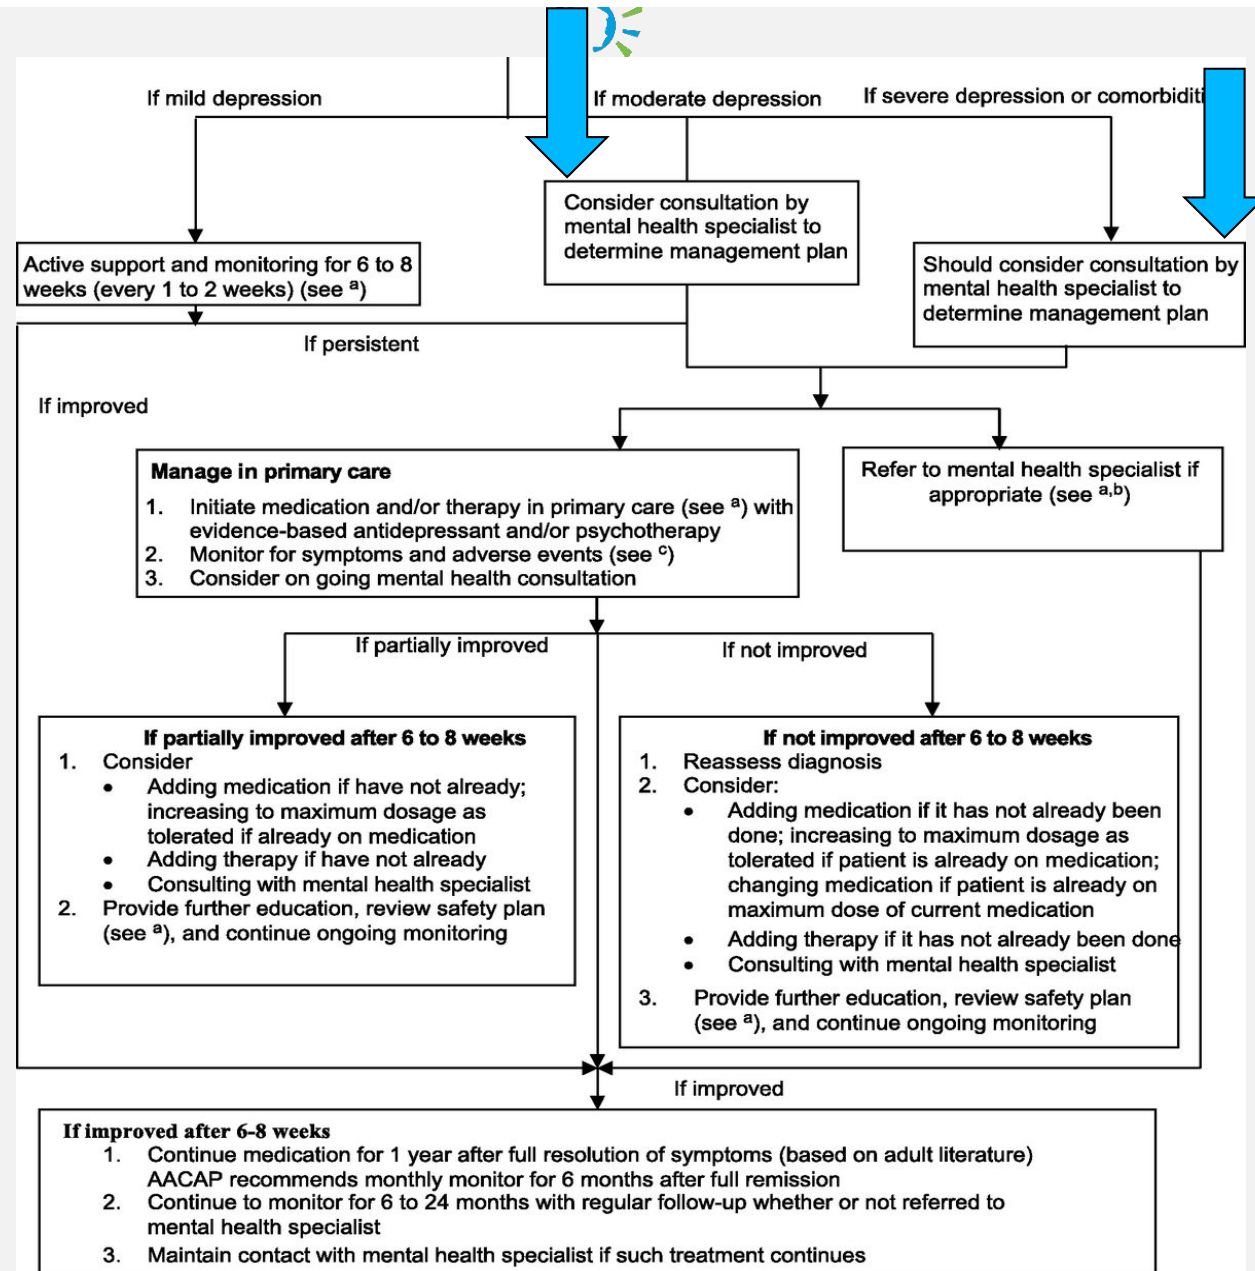 If mild depression
If moderate depression
If severe depression or comorbiditi
Consider consultation by
mental health specialist to
determine management plan
Active support and monitoring for 6 to 8
weeks (every 1 to 2 weeks) (see a)
Should consider consultation by
mental health specialist to
determine management plan
If persistent
If improved
Manage in primary care
1. Initiate medication and/or therapy in primary care (see a) with
evidence-based antidepressant and/or psychotherapy
2. Monitor for symptoms and adverse events (see c)
3. Consider on going mental health consultation
Refer to mental health specialist if
appropriate (see a,b)
If partially improved
If not improved
If partially improved after 6 to 8 weeks
1. Consider
• Adding medication if have not already;
increasing to maximum dosage as
tolerated if already on medication
• Adding therapy if have not already
• Consulting with mental health specialist
2. Provide further education, review safety plan
(see a), and continue ongoing monitoring
If not improved after 6 to 8 weeks
1. Reassess diagnosis
2. Consider:
• Adding medication if it has not already been
done; increasing to maximum dosage as
tolerated if patient is already on medication;
changing medication if patient is already on
maximum dose of current medication
• Adding therapy if it has not already been done
• Consulting with mental health specialist
3. Provide further education, review safety plan
(see a), and continue ongoing monitoring
If improved
If improved after 6-8 weeks
1. Continue medication for 1 year after full resolution of symptoms (based on adult literature)
AACAP recommends monthly monitor for 6 months after full remission
2. Continue to monitor for 6 to 24 months with regular follow-up whether or not referred to
mental health specialist
3. Maintain contact with mental health specialist if such treatment continues